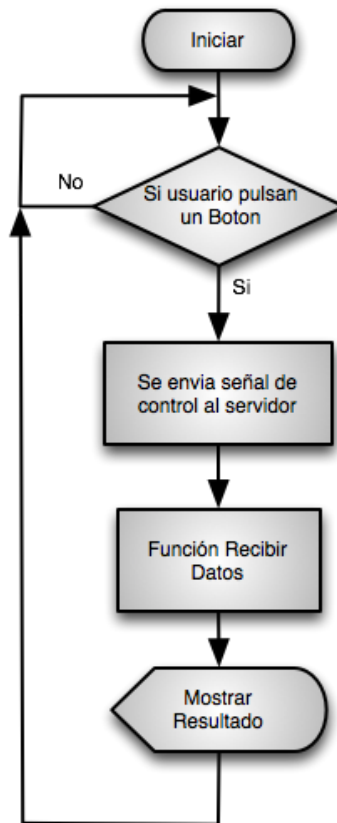 Iniciar
No
Si usuario pulsan
un Boton
Si
Se envia señal de
control al servidor
Función Recibir
Datos
Mostrar
Resultado